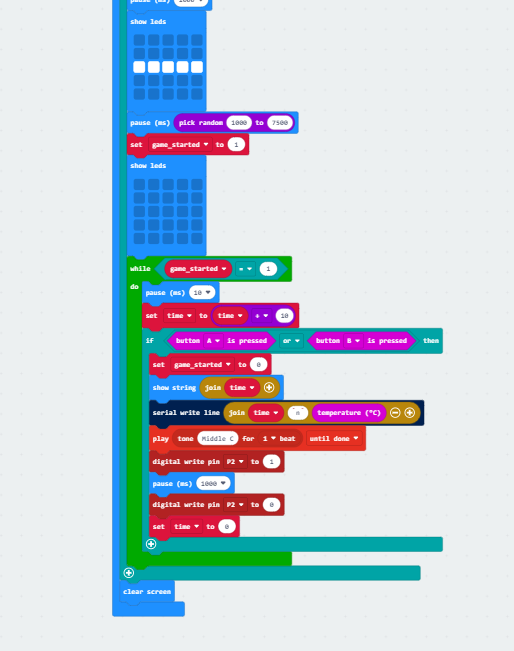 pause (ms) 1000
show leds
pause (ms) pick random 1000 to 7500
set game_started to 1
show leds
while game_started = 1
do pause (ms) 10
set time to time + 10
if button A is pressed or button B is pressed then
set game_started to 0
show string join time
serial write line join time temperature (°C)
play tone Middle C for 1 beat until done
digital write pin P2 to 1
pause (ms) 1000
digital write pin P2 to 0
set time to 0
clear screen